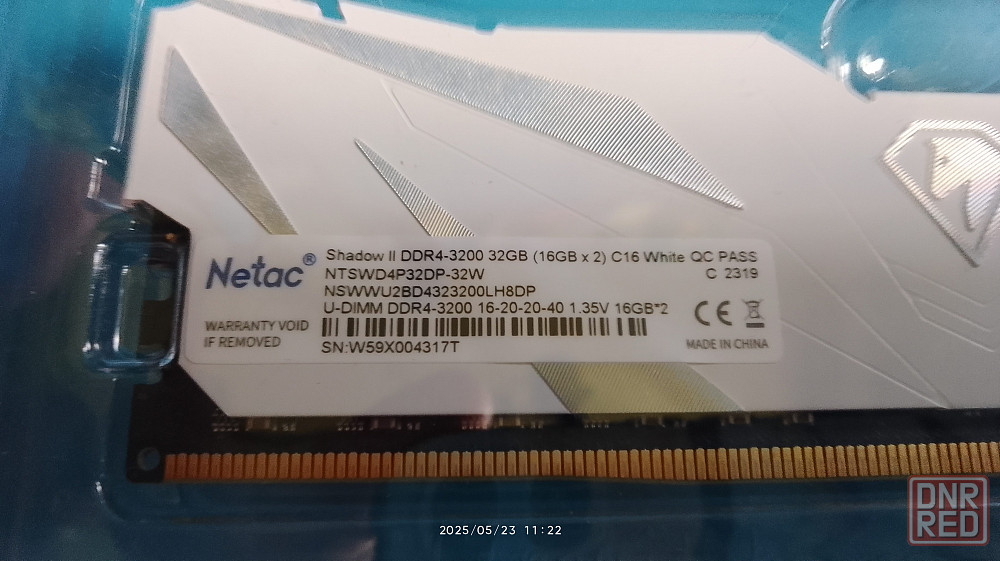 Netac®
Shadow II DDR4-3200 32GB (16GB x 2) C16 White QC PASS
NTSWD4P32DP-32W C 2319
NSWWU2BD4323200LH8DP
U-DIMM DDR4-3200 16-20-20-40 1.35V 16GB*2
WARRANTY VOID
IF REMOVED
SN:W59X004317T
CE
MADE IN CHINA
2025/05/23 11:22
DNR
RED